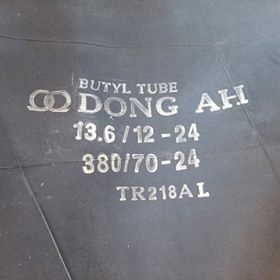 BUTYL TUBE
DONG AH
13.6/12-24
380/70-24
TR218A L